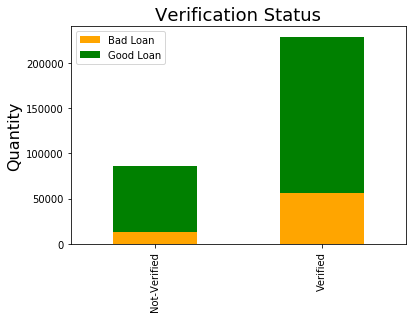 Verification Status
Bad Loan
Good Loan
Quantity
200000
150000
100000
50000
0
Not-Verified
Verified